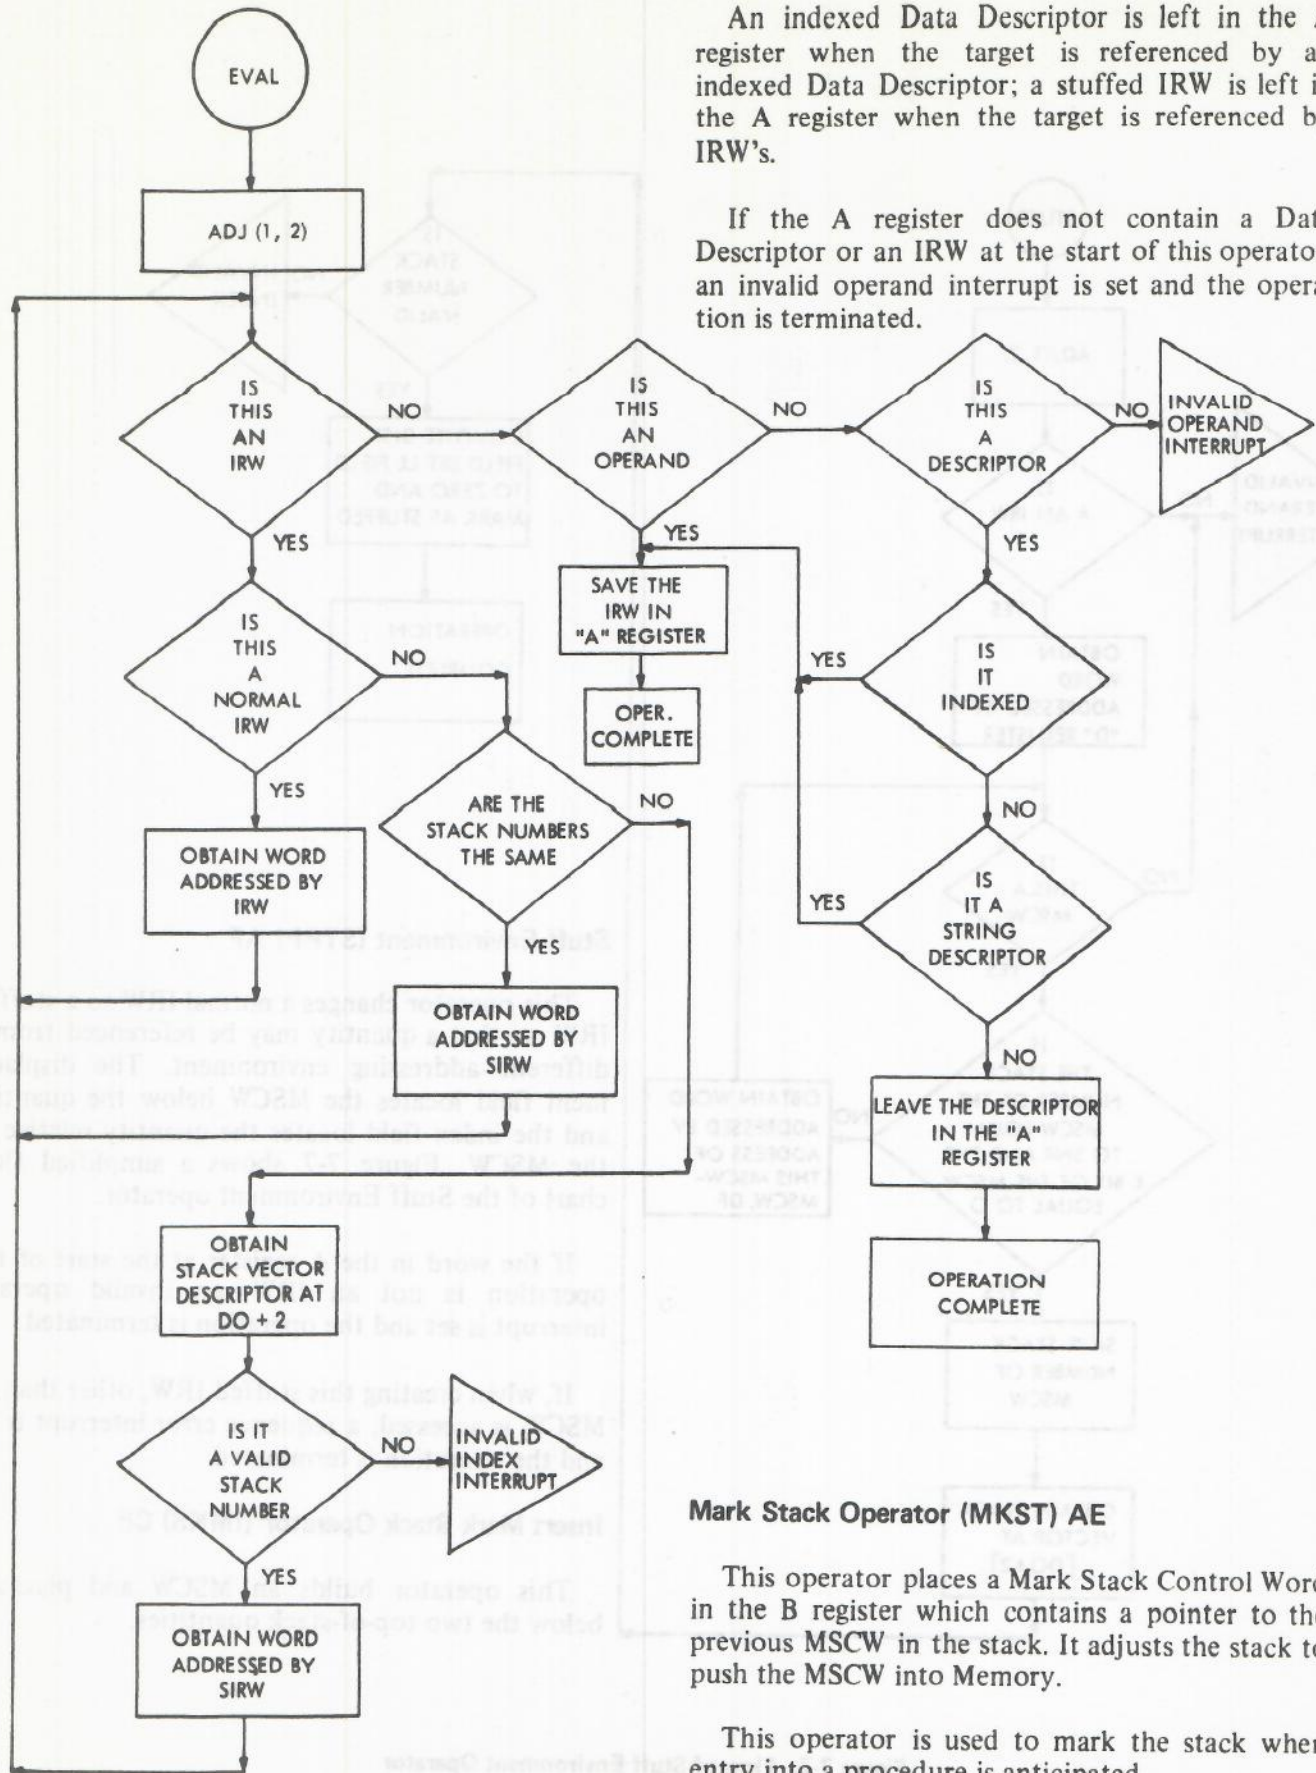 EVAL
ADJ (1, 2)
IS
THIS
AN
IRW
NO
YES
IS
THIS
A
NORMAL
IRW
NO
YES
OBTAIN WORD
ADDRESSED BY
IRW
ARE THE
STACK NUMBERS
THE SAME
NO
YES
OBTAIN WORD
ADDRESSED BY
SIRW
OBTAIN
STACK VECTOR
DESCRIPTOR AT
DO + 2
IS IT
A VALID
STACK
NUMBER
NO
INVALID
INDEX
INTERRUPT
YES
OBTAIN WORD
ADDRESSED BY
SIRW
IS
THIS
AN
OPERAND
NO
YES
SAVE THE
IRW IN
"A" REGISTER
OPER.
COMPLETE
IS
THIS
A
DESCRIPTOR
NO
INVALID
OPERAND
INTERRUPT
YES
IS
IT
INDEXED
YES
NO
IS
IT A
STRING
DESCRIPTOR
YES
NO
LEAVE THE DESCRIPTOR
IN THE "A"
REGISTER
OPERATION
COMPLETE
An indexed Data Descriptor is left in the
register when the target is referenced by a
indexed Data Descriptor; a stuffed IRW is left i
the A register when the target is referenced b
IRW's.
If the A register does not contain a Dat
Descriptor or an IRW at the start of this operato
an invalid operand interrupt is set and the opera
tion is terminated.
Mark Stack Operator (MKST) AE
This operator places a Mark Stack Control Word
in the B register which contains a pointer to the
previous MSCW in the stack. It adjusts the stack to
push the MSCW into Memory.
This operator is used to mark the stack when
entry into a procedure is anticipated